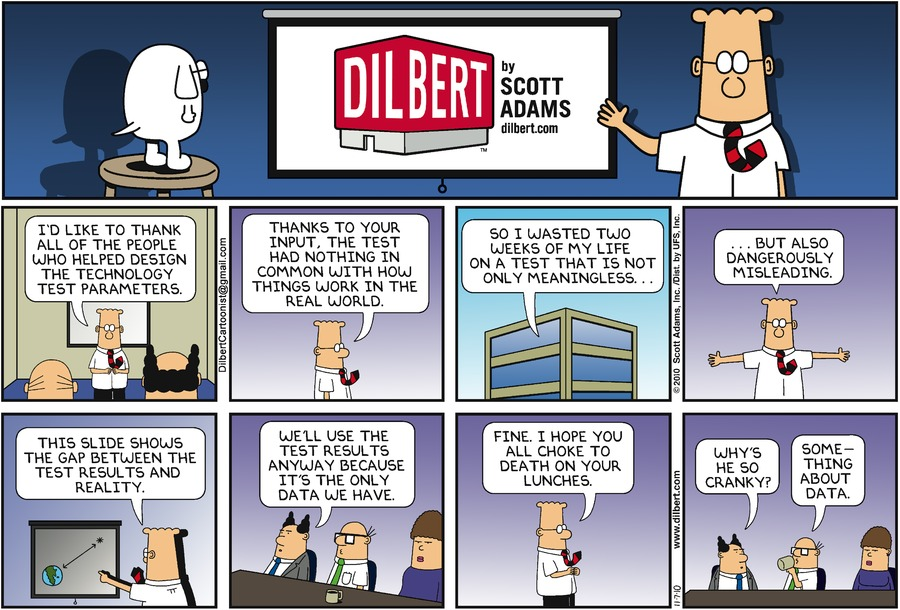 DILBERT
™
by
SCOTT
ADAMS
dilbert.com
I'D LIKE TO THANK
ALL OF THE PEOPLE
WHO HELPED DESIGN
THE TECHNOLOGY
TEST PARAMETERS.
DilbertCartoonist@gmail.com
THANKS TO YOUR
INPUT, THE TEST
HAD NOTHING IN
COMMON WITH HOW
THINGS WORK IN THE
REAL WORLD.
SO I WASTED TWO
WEEKS OF MY LIFE
ON A TEST THAT IS NOT
ONLY MEANINGLESS...
©2010 Scott Adams, Inc./Dist. by UFS, Inc.
...BUT ALSO
DANGEROUSLY
MISLEADING.
THIS SLIDE SHOWS
THE GAP BETWEEN THE
TEST RESULTS AND
REALITY.
WE'LL USE THE
TEST RESULTS
ANYWAY BECAUSE
IT'S THE ONLY
DATA WE HAVE.
FINE. I HOPE YOU
ALL CHOKE TO
DEATH ON YOUR
LUNCHES.
www.dilbert.com
11-7-10
WHY'S
HE SO
CRANKY?
SOME-
THING
ABOUT
DATA.